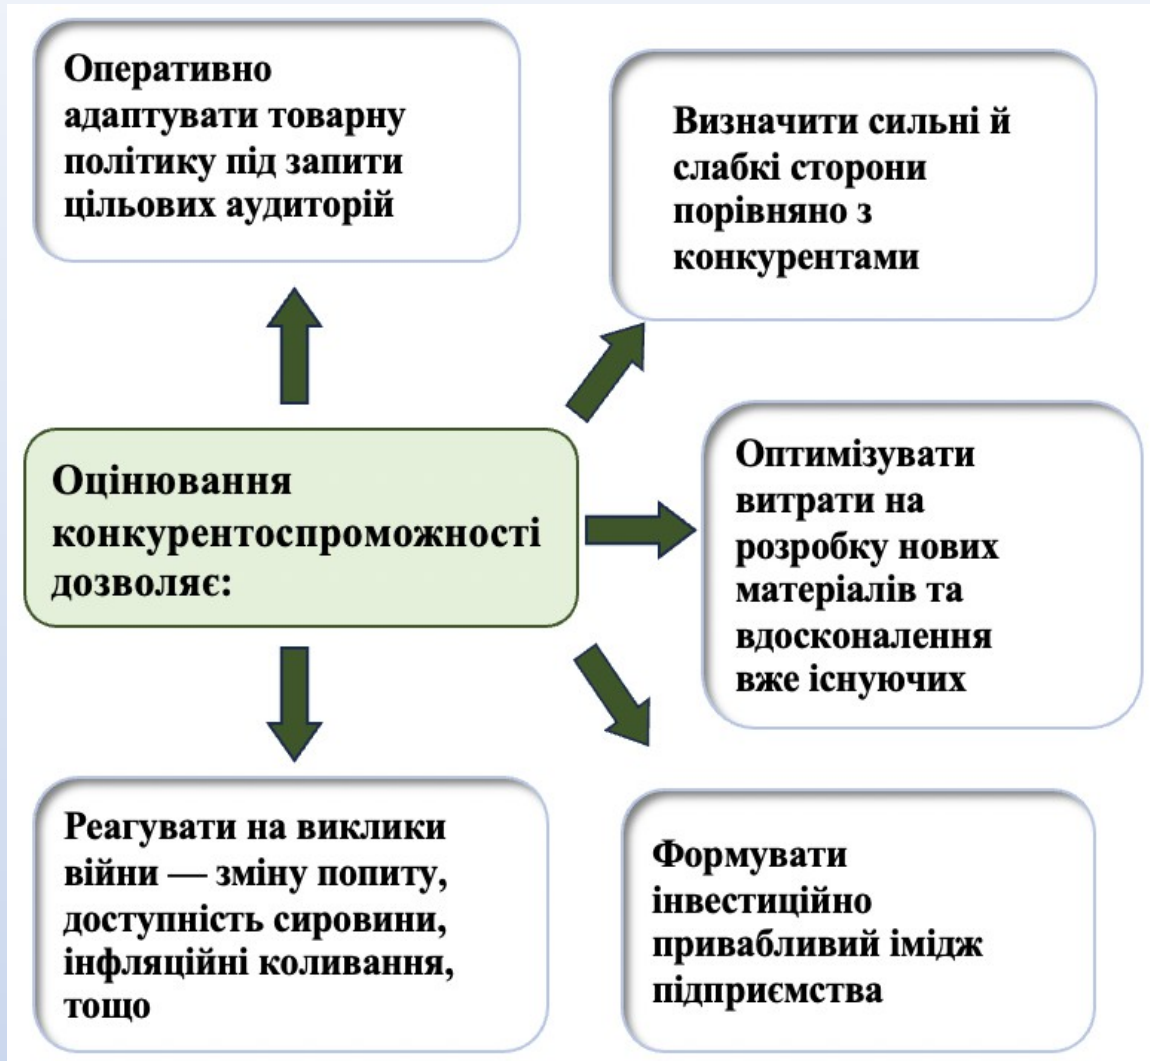 Оперативно
адаптувати товарну
політику під запити
цільових аудиторій
Визначити сильні й
слабкі сторони
порівняно з
конкурентами
Оцінювання
конкурентоспроможності
дозволяє:
Оптимізувати
витрати на
розробку нових
матеріалів та
вдосконалення
вже існуючих
Реагувати на виклики
війни — зміну попиту,
доступність сировини,
інфляційні коливання,
тощо
Формувати
інвестиційно
привабливий імідж
підприємства